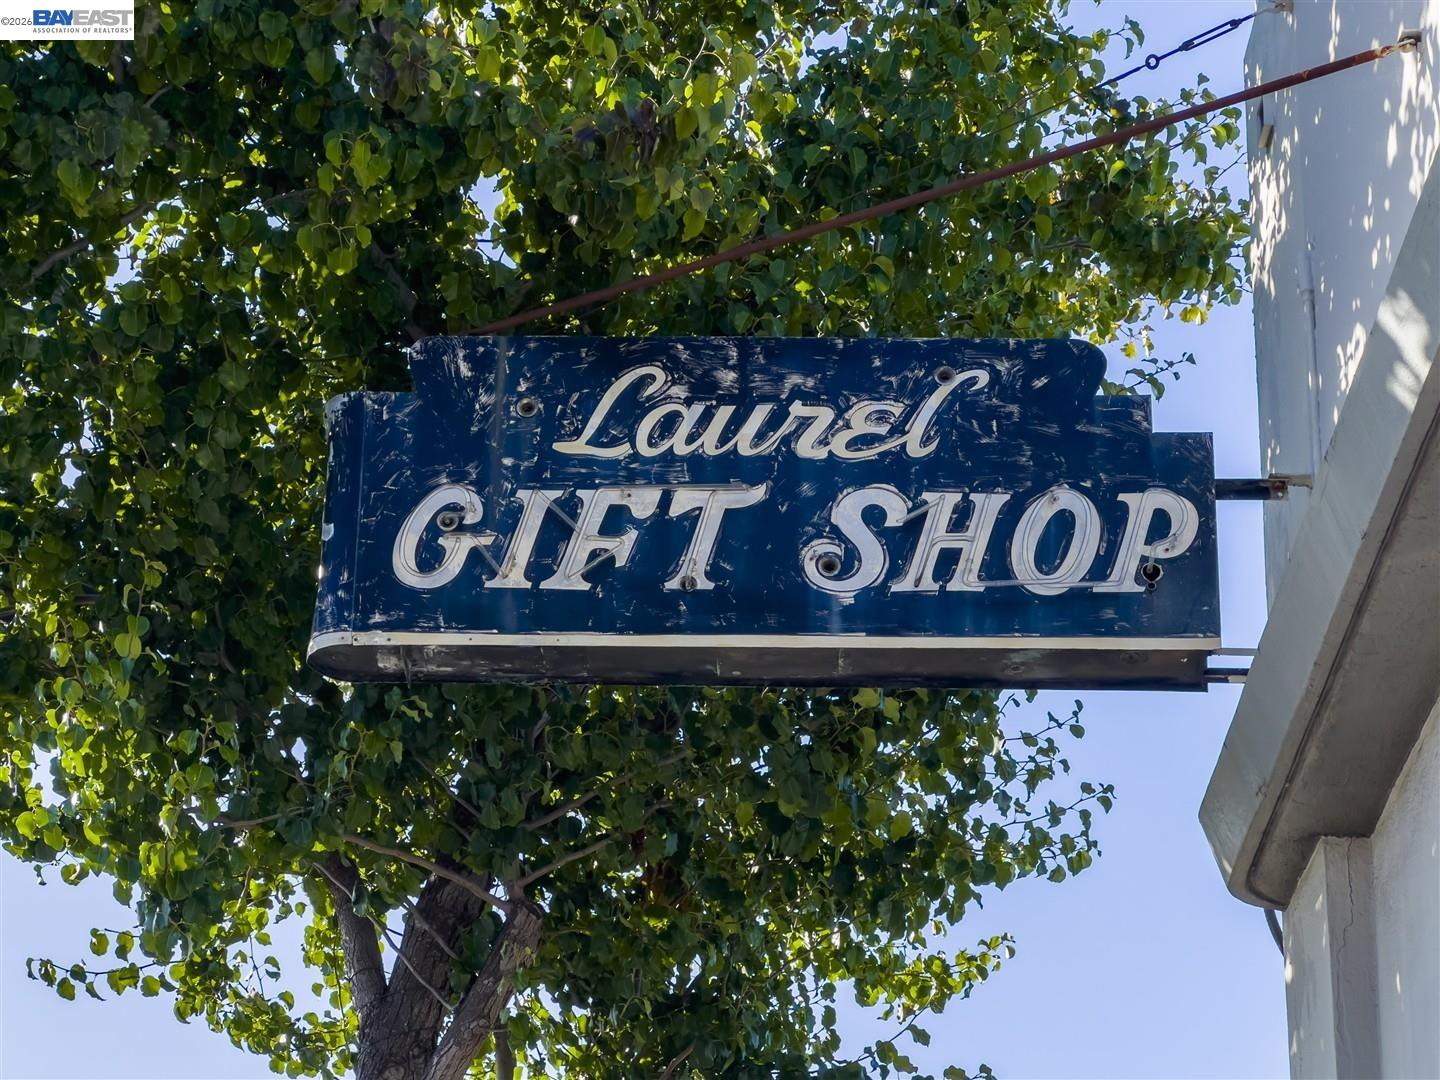 ©2026 BAYEAST
ASSOCIATION OF REALTORS®
Laurel
GIFT SHOP